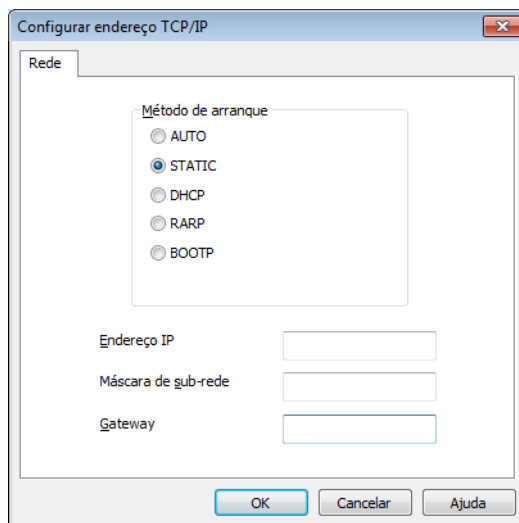 Configurar endereço TCP/IP
Rede
Método de arranque
AUTO
STATIC
DHCP
RARP
BOOTP
Endereço IP
Máscara de sub-rede
Gateway
OK
Cancelar
Ajuda